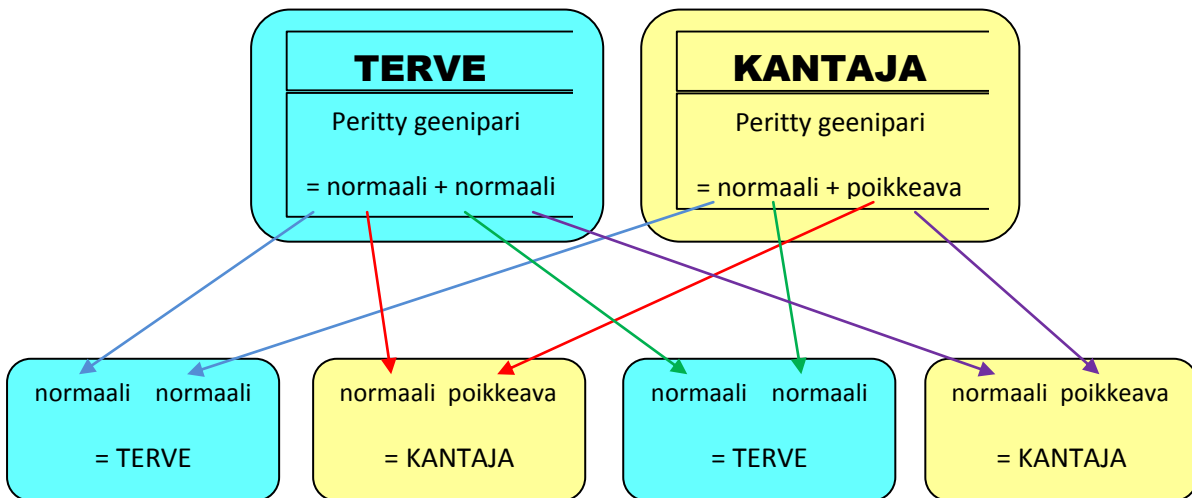 TERVE
Peritty geenipari
= normaali + normaali
KANTAJA
Peritty geenipari
= normaali + poikkeava
normaali normaali
= TERVE
normaali poikkeava
= KANTAJA
normaali normaali
= TERVE
normaali poikkeava
= KANTAJA